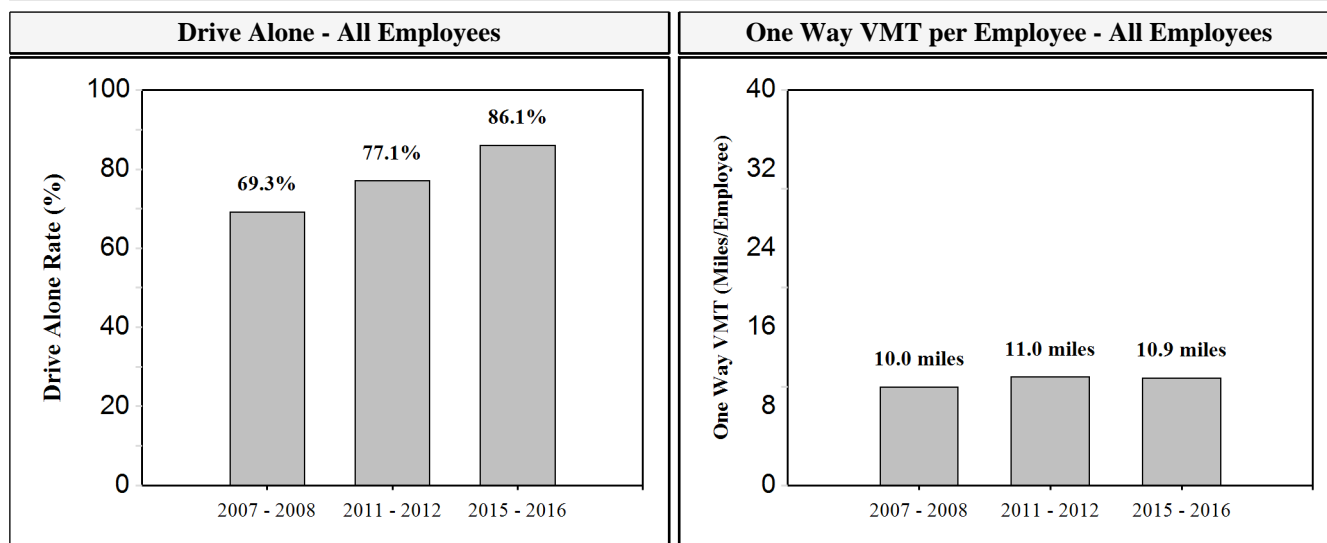 Drive Alone - All Employees
One Way VMT per Employee - All Employees
Drive Alone Rate (%)
100
80
60
40
20
0
69.3%
77.1%
86.1%
2007 - 2008
2011 - 2012
2015 - 2016
One Way VMT (Miles/Employee)
40
32
24
16
8
0
10.0 miles
11.0 miles
10.9 miles
2007 - 2008
2011 - 2012
2015 - 2016